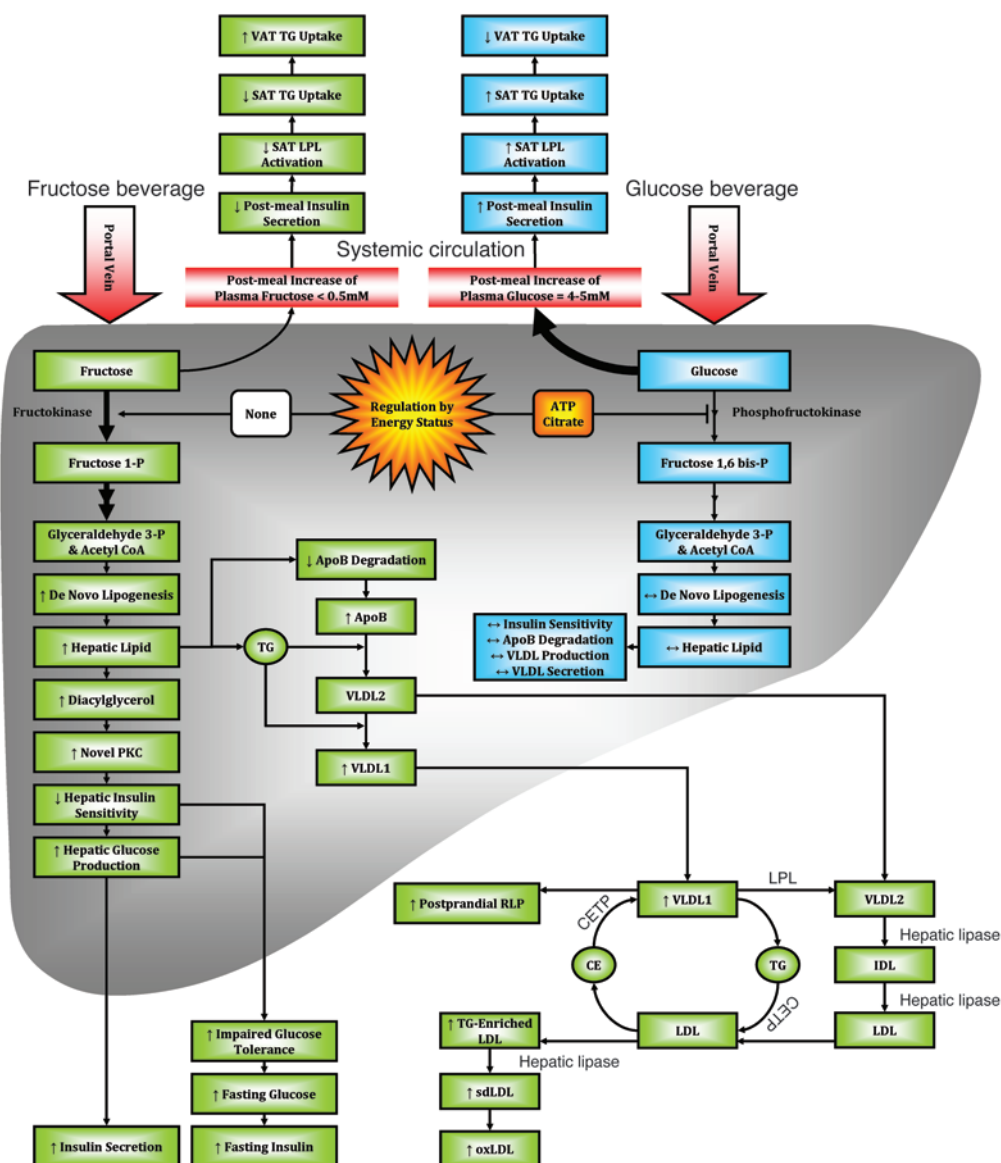 ↑ VAT TG Uptake
↓ VAT TG Uptake
↓ SAT TG Uptake
↑ SAT TG Uptake
↓ SAT LPL
Activation
↑ SAT LPL
Activation
Fructose beverage
Glucose beverage
↓ Post-meal Insulin
Secretion
↑ Post-meal Insulin
Secretion
Portal Vein
Portal Vein
Systemic circulation
Post-meal Increase of
Plasma Fructose < 0.5mM
Post-meal Increase of
Plasma Glucose = 4-5mM
Fructose
Glucose
Fructokinase
None
Regulation by
Energy Status
ATP
Citrate
Phosphofructokinase
Fructose 1-P
Fructose 1,6 bis-P
Glyceraldehyde 3-P
& Acetyl CoA
↓ ApoB Degradation
Glyceraldehyde 3-P
& Acetyl CoA
↑ De Novo Lipogenesis
↑ ApoB
↔ De Novo Lipogenesis
↑ Hepatic Lipid
TG
↔ Insulin Sensitivity
↔ ApoB Degradation
↔ VLDL Production
↔ VLDL Secretion
↔ Hepatic Lipid
↑ Diacylglycerol
VLDL2
↑ Novel PKC
↑ VLDL1
↓ Hepatic Insulin
Sensitivity
↑ Hepatic Glucose
Production
↑ Postprandial RLP
↑ VLDL1
LPL
VLDL2
CETP
Hepatic lipase
CE
TG
IDL
CETP
Hepatic lipase
↑ Impaired Glucose
Tolerance
↑ TG-Enriched
LDL
LDL
LDL
Hepatic lipase
↑ Fasting Glucose
↑ sdLDL
↑ Insulin Secretion
↑ Fasting Insulin
↑ oxLDL